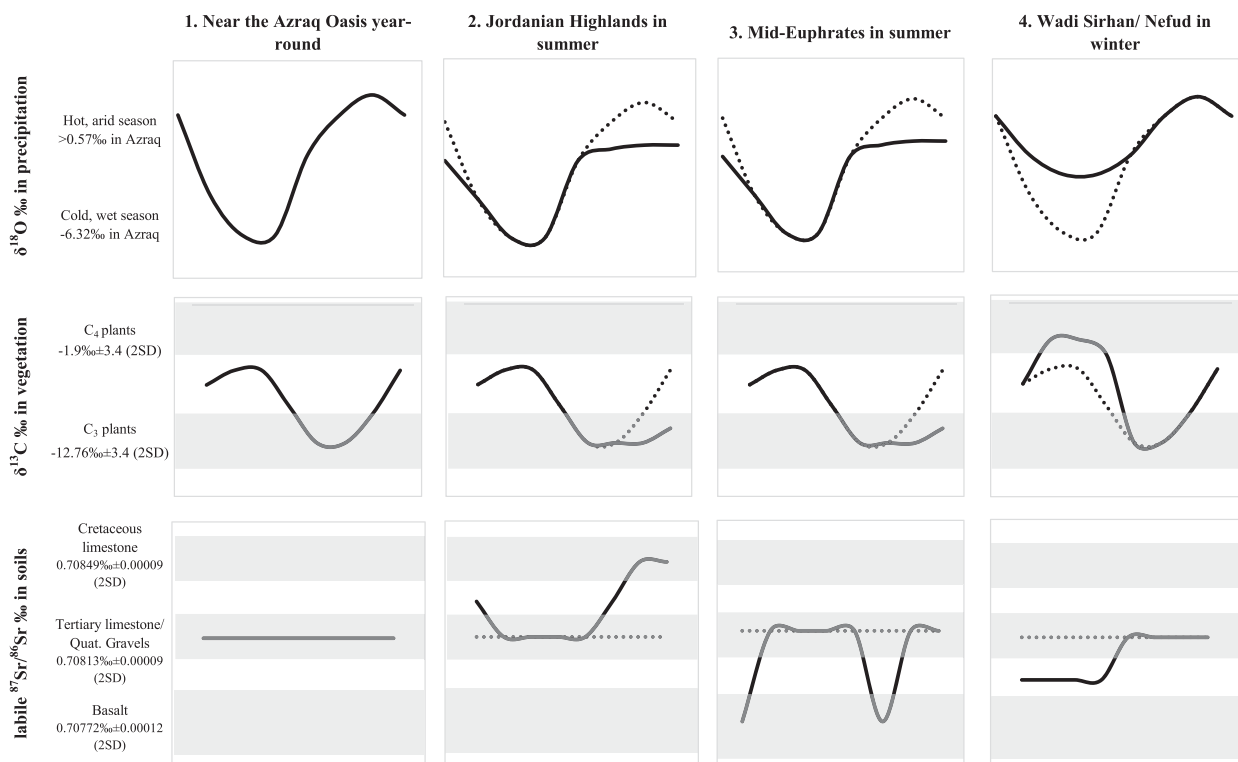 1. Near the Azraq Oasis year-
round
2. Jordanian Highlands in
summer
3. Mid-Euphrates in summer
4. Wadi Sirhan/ Nefud in
winter
δ18O ‰ in precipitation
Hot, arid season
>0.57‰ in Azraq
Cold, wet season
-6.32‰ in Azraq
δ13C ‰ in vegetation
C4 plants
-1.9‰±3.4 (2SD)
C3 plants
-12.76‰±3.4 (2SD)
labile 87Sr/86Sr ‰ in soils
Cretaceous
limestone
0.70849‰±0.00009
(2SD)
Tertiary limestone/
Quat. Gravels
0.70813‰±0.00009
(2SD)
Basalt
0.70772‰±0.00012
(2SD)